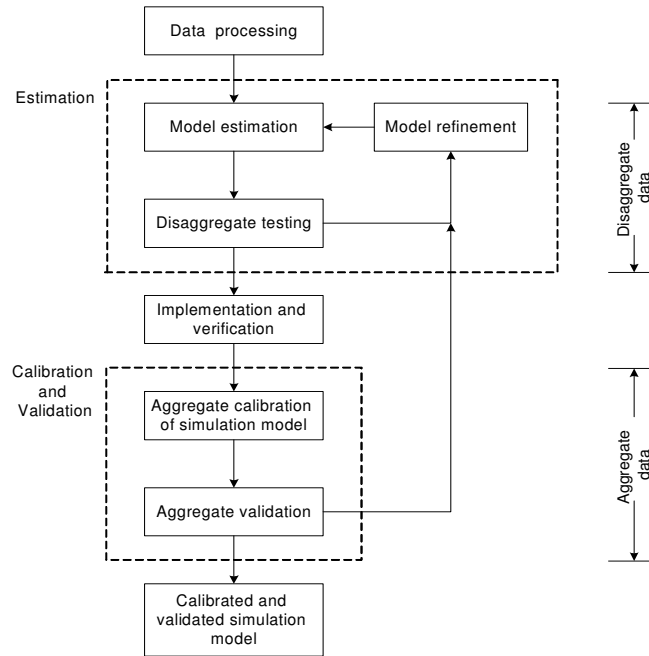 Data processing
Estimation
Model estimation
Model refinement
Disaggregate testing
Disaggregate
data
Implementation and
verification
Calibration
and
Validation
Aggregate calibration
of simulation model
Aggregate validation
Aggregate
data
Calibrated and
validated simulation
model